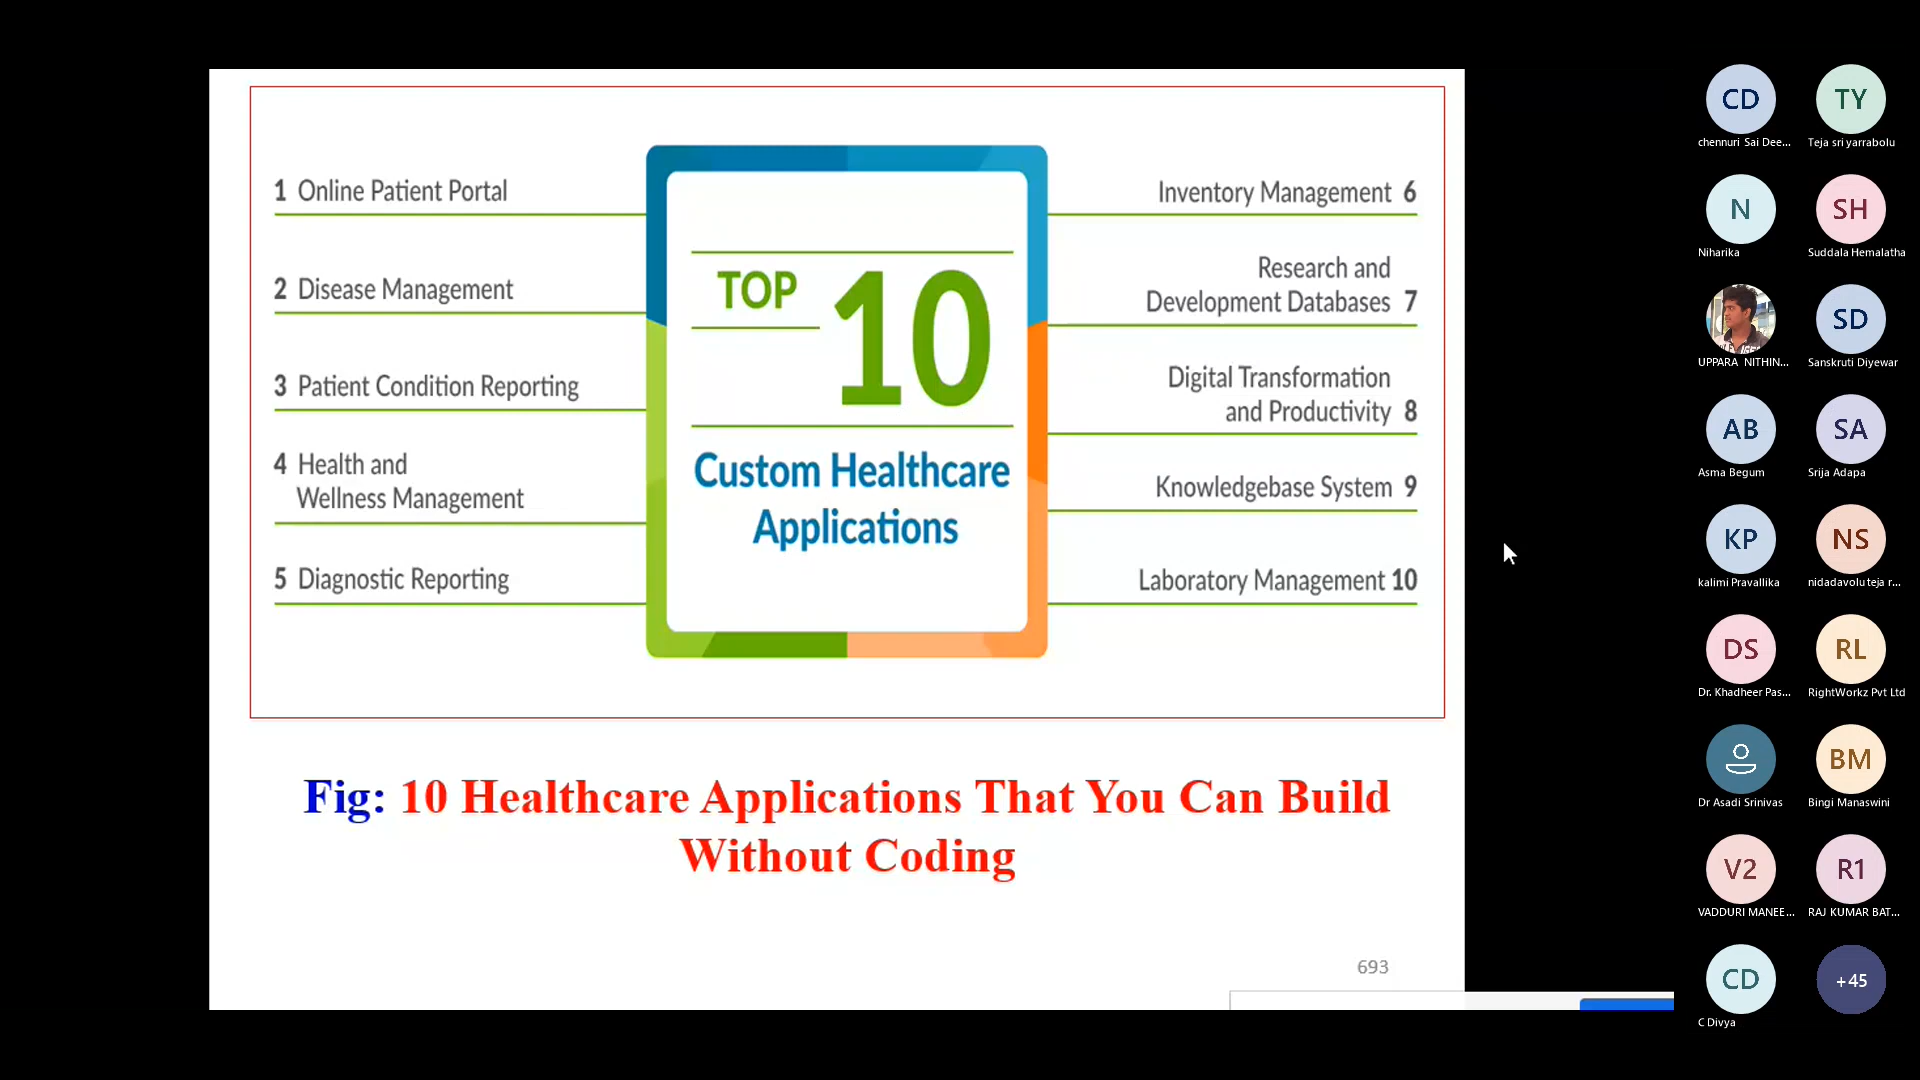 1 Online Patient Portal
2 Disease Management
3 Patient Condition Reporting
4 Health and
Wellness Management
5 Diagnostic Reporting
TOP 10
Custom Healthcare
Applications
Inventory Management 6
Research and
Development Databases 7
Digital Transformation
and Productivity 8
Knowledgebase System 9
Laboratory Management 10
Fig: 10 Healthcare Applications That You Can Build
Without Coding
693
CD
chennuri Sai Dee...
TY
Teja sri yarrabolu
N
Niharika
SH
Suddala Hemalatha
UPPARA NITHIN...
SD
Sanskruti Diyewar
AB
Asma Begum
SA
Srija Adapa
KP
kalimi Pravallika
NS
nidadavolu teja r...
DS
Dr. Khadheer Pas...
RL
RightWorkz Pvt Ltd
Dr Asadi Srinivas
BM
Bingi Manaswini
V2
VADDURI MANEE...
R1
RAJ KUMAR BAT...
CD
C Divya
+45